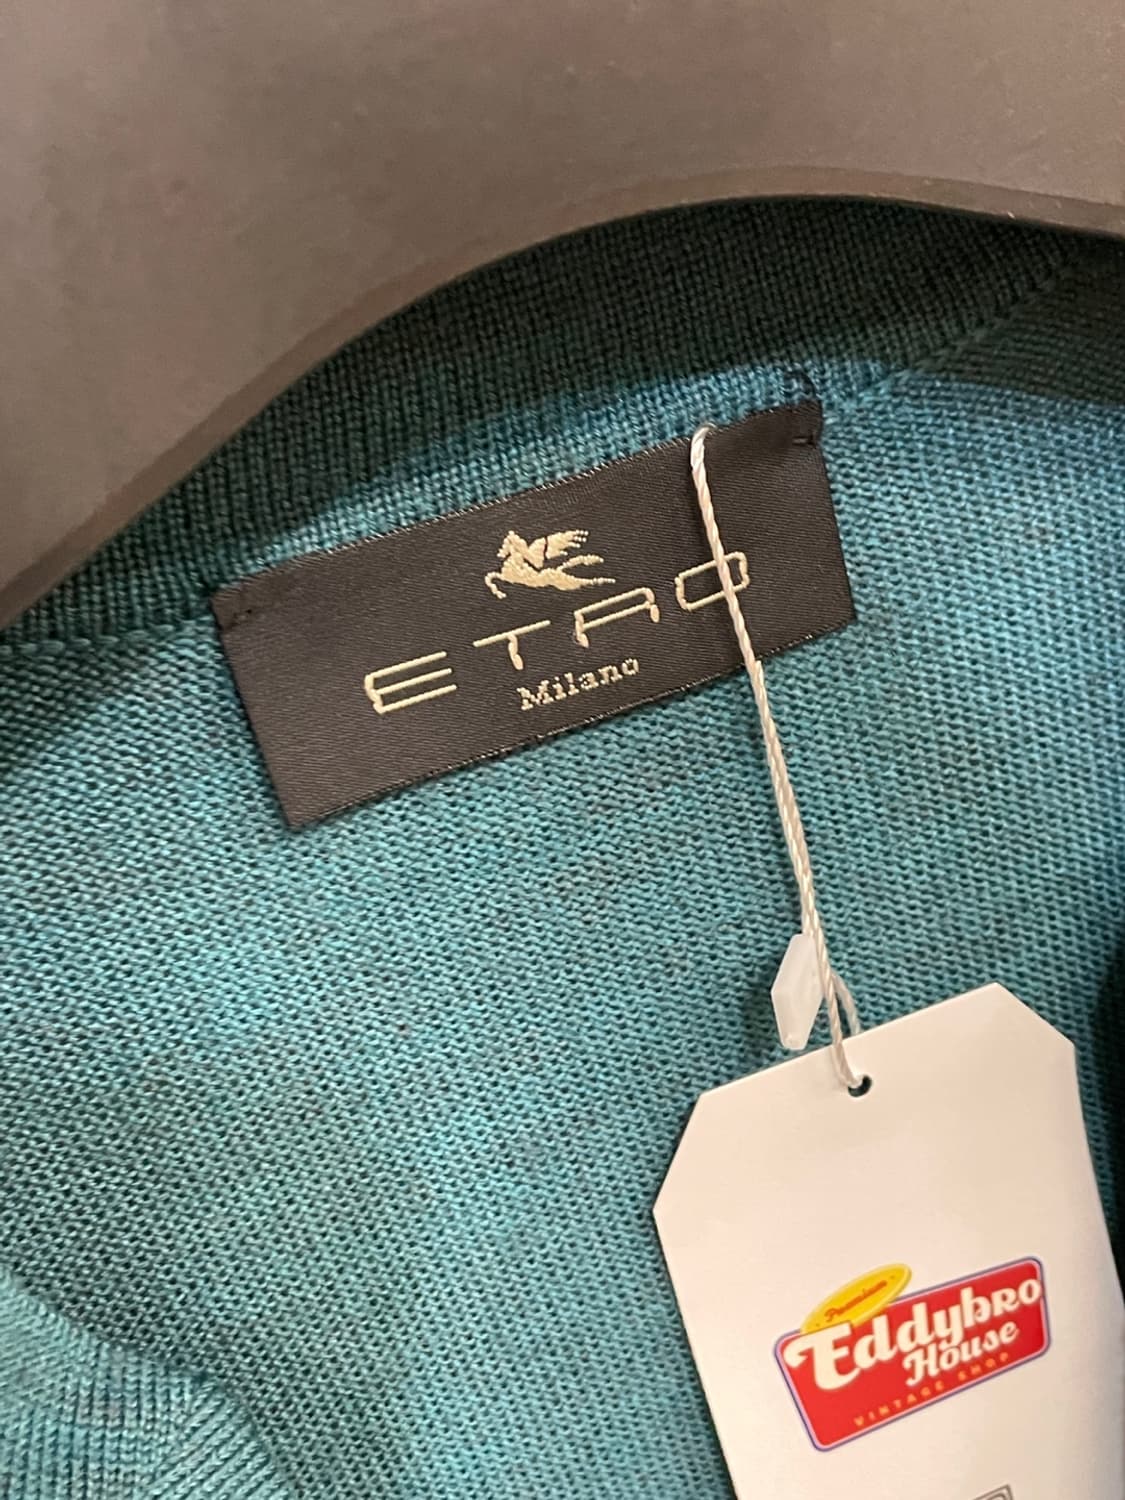 ETRO
Milano
Premium
Eddybro
House
VINTAGE SHOP